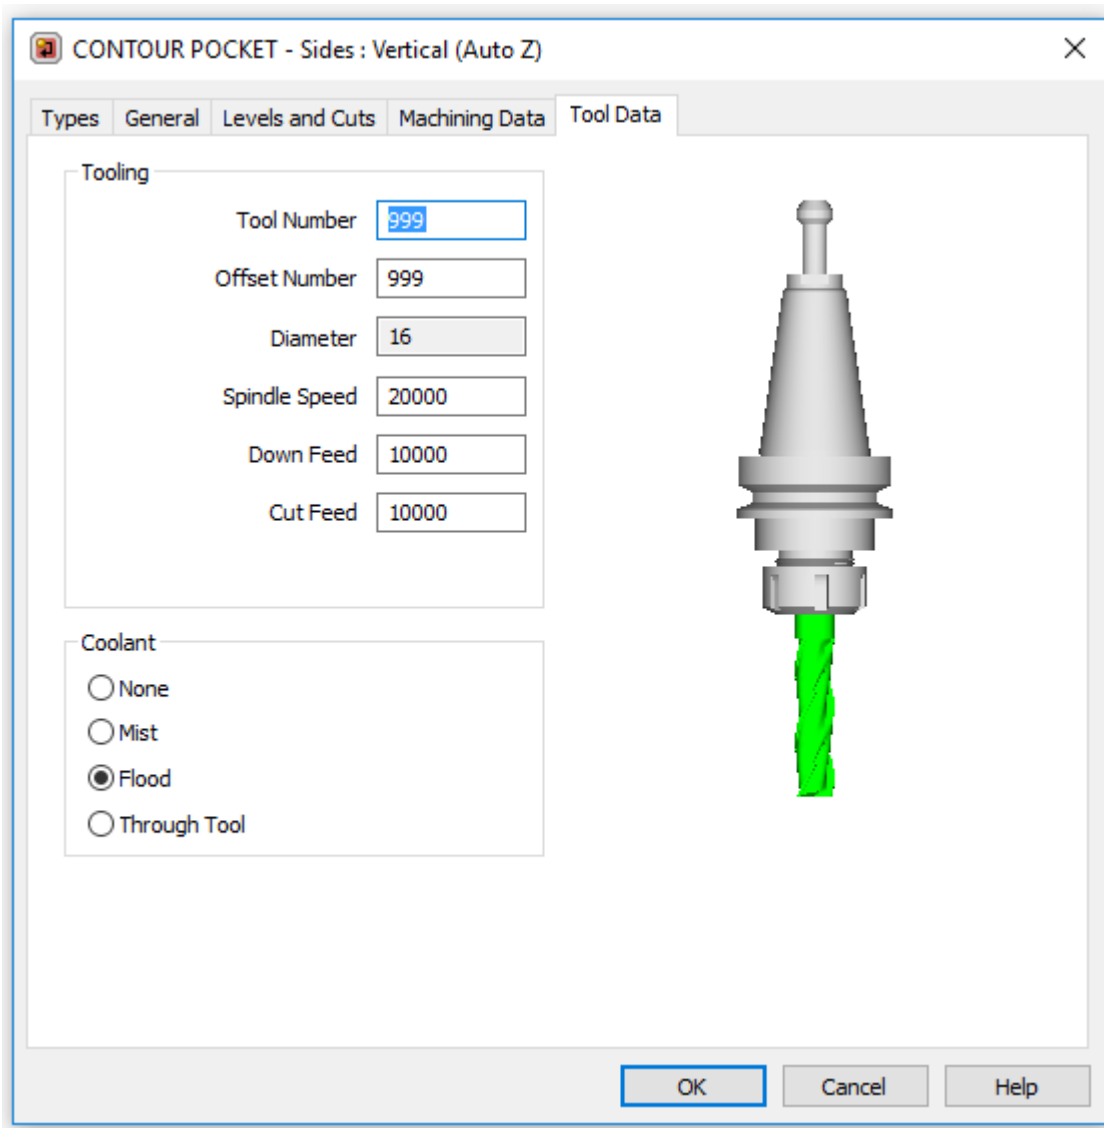 CONTOUR POCKET - Sides : Vertical (Auto Z)
Types General Levels and Cuts Machining Data Tool Data
Tooling
Tool Number 999
Offset Number 999
Diameter 16
Spindle Speed 20000
Down Feed 10000
Cut Feed 10000
Coolant
None
Mist
Flood
Through Tool
OK Cancel Help